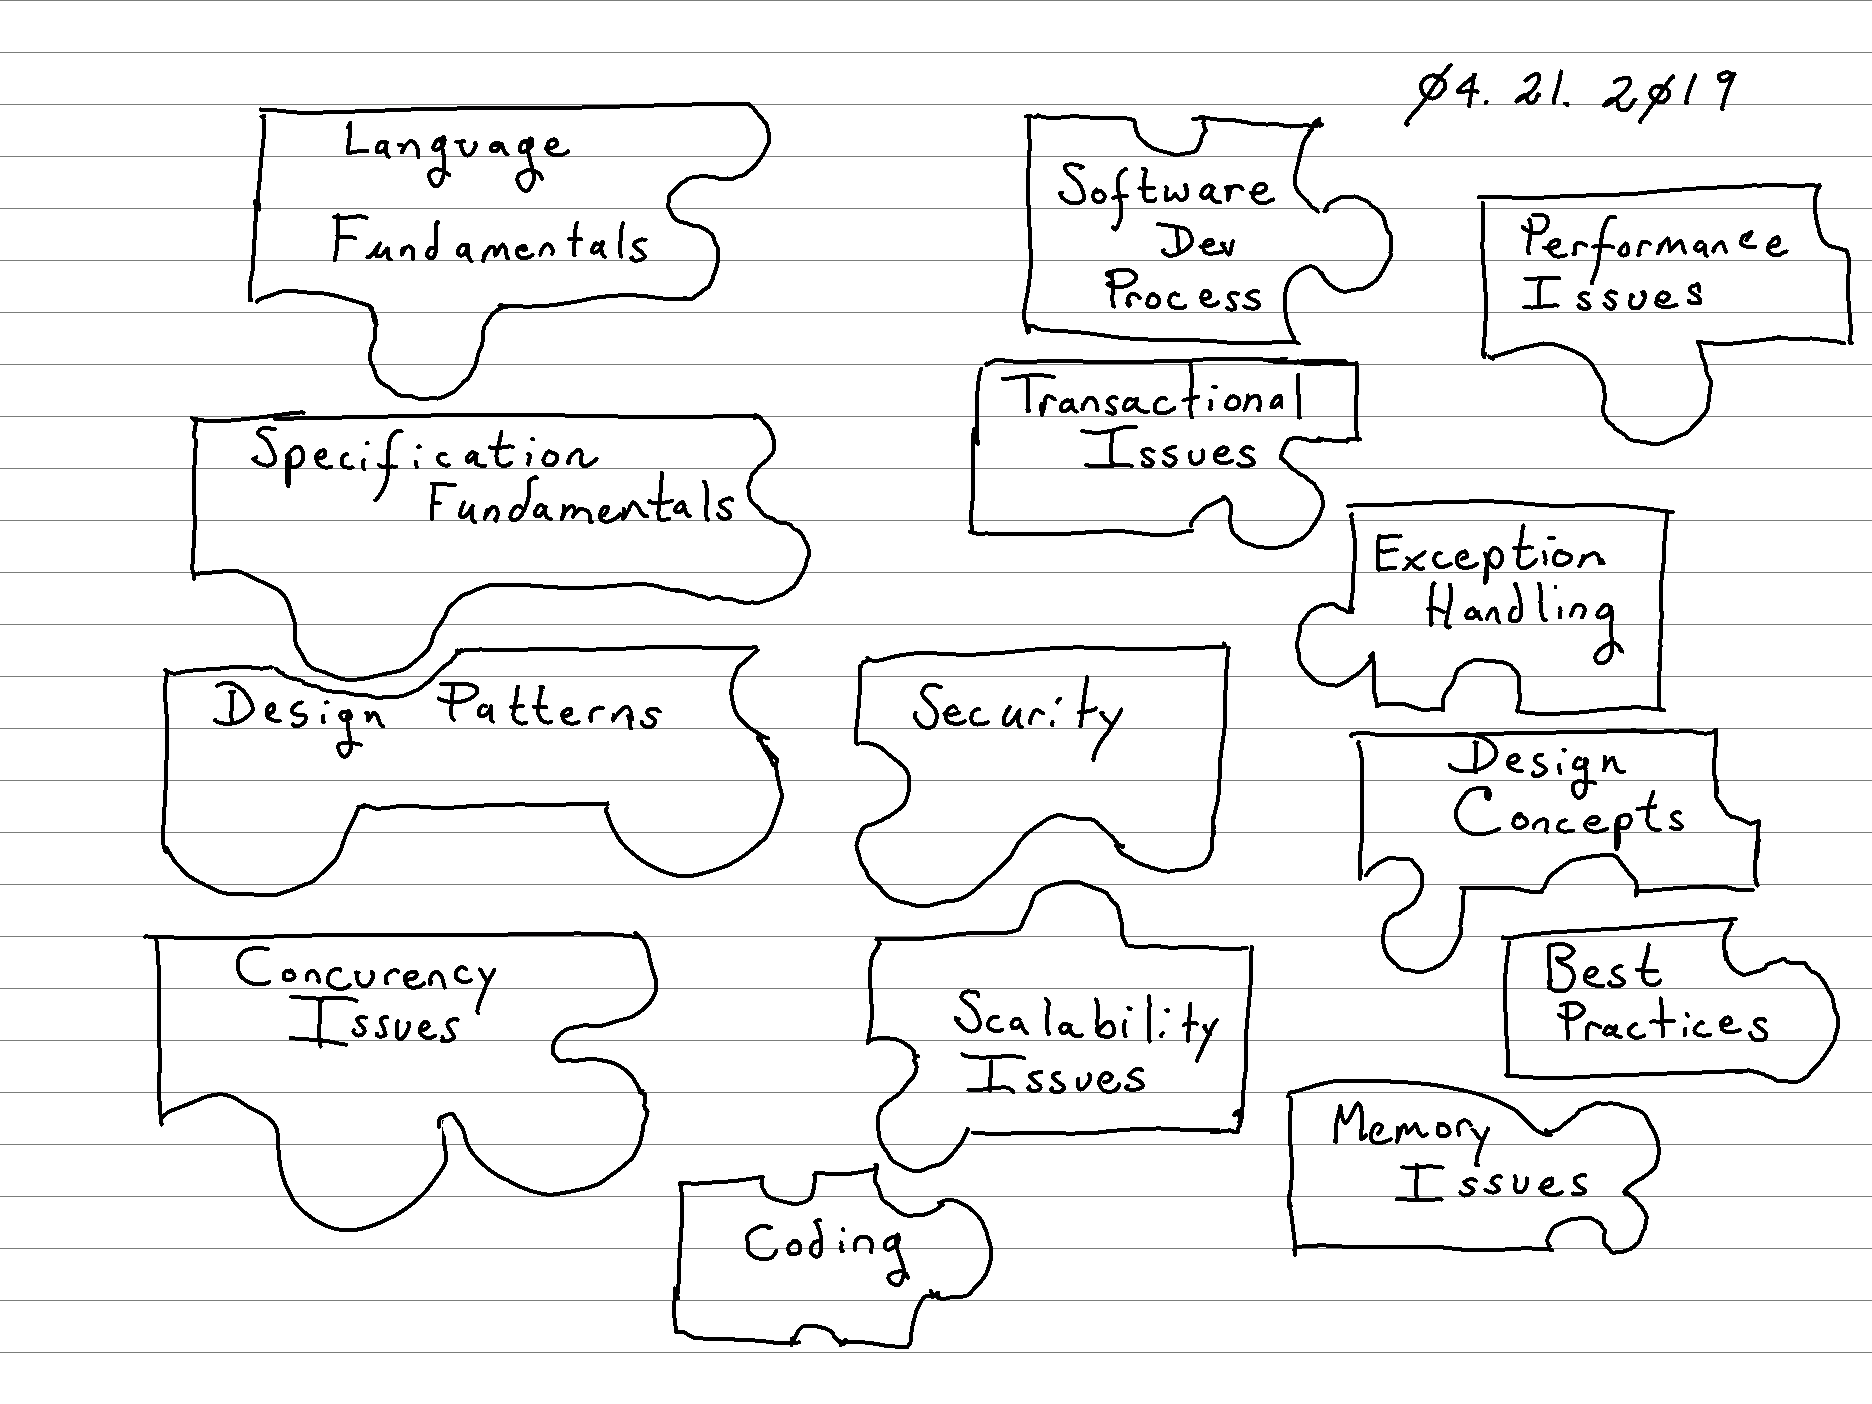 Ø4. 21. 2Ø19
Language
Fundamentals
Software
Dev
Process
Performance
Issues
Transactional
Issues
Specification
Fundamentals
Exception
Handling
Design Patterns
Security
Design
Concepts
Concurency
Issues
Scalability
Issues
Best
Practices
Memory
Issues
Coding